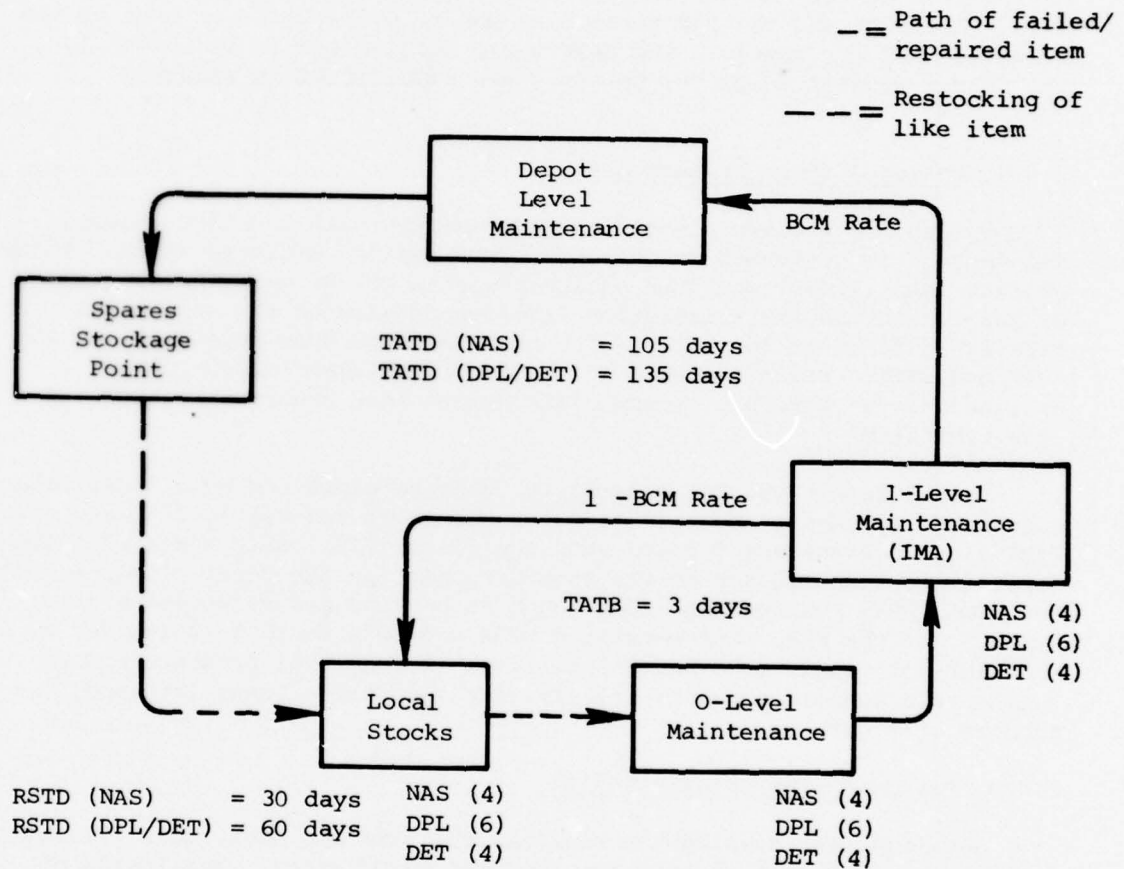 — = Path of failed/
repaired item
— — — = Restocking of
like item
Depot
Level
Maintenance
BCM Rate
Spares
Stockage
Point
TATD (NAS) = 105 days
TATD (DPL/DET) = 135 days
1 -BCM Rate
I-Level
Maintenance
(IMA)
TATB = 3 days
NAS (4)
DPL (6)
DET (4)
Local
Stocks
O-Level
Maintenance
RSTD (NAS) = 30 days
RSTD (DPL/DET) = 60 days
NAS (4)
DPL (6)
DET (4)
NAS (4)
DPL (6)
DET (4)